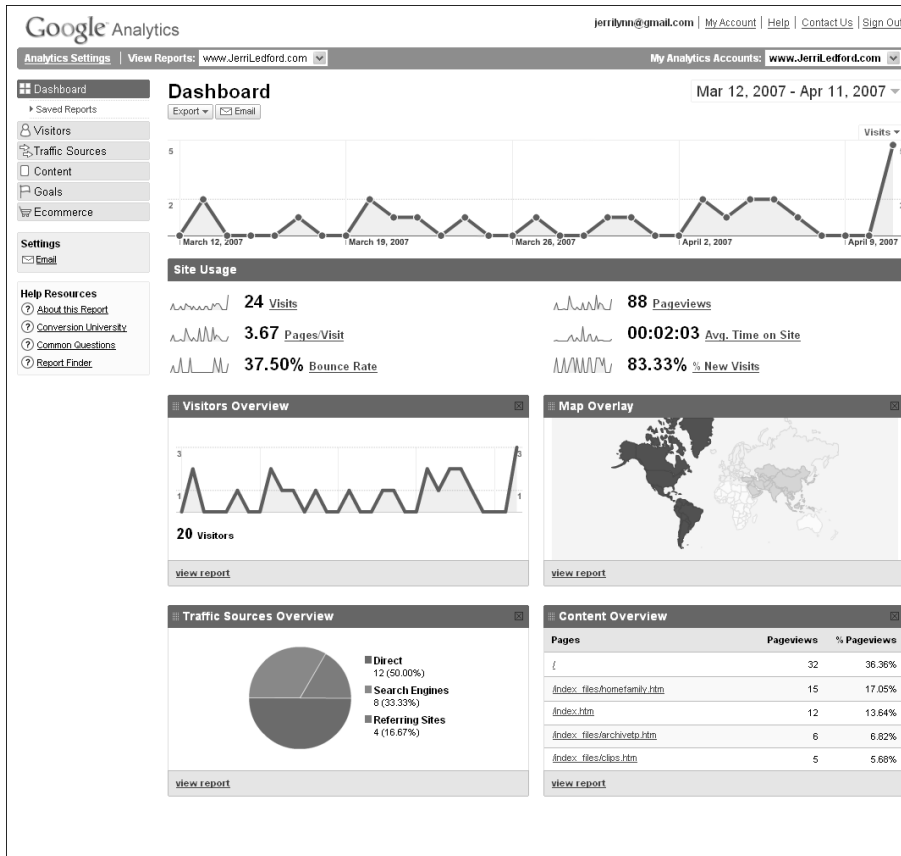 Google Analytics
jerrilynn@gmail.com | My Account | Help | Contact Us | Sign Out
Analytics Settings | View Reports: www.JerriLedford.com
My Analytics Accounts: www.JerriLedford.com
Dashboard
Saved Reports
Visitors
Traffic Sources
Content
Goals
Ecommerce
Settings
Email
Help Resources
About this Report
Conversion University
Common Questions
Report Finder
Dashboard
Mar 12, 2007 - Apr 11, 2007
Export
Email
Visits
5
2
March 12, 2007
March 19, 2007
March 26, 2007
April 2, 2007
April 9, 2007
Site Usage
24 Visits
88 Pageviews
3.67 Pages/Visit
00:02:03 Avg. Time on Site
37.50% Bounce Rate
83.33% % New Visits
Visitors Overview
3
3
1
1
20 Visitors
view report
Map Overlay
view report
Traffic Sources Overview
Direct
12 (50.00%)
Search Engines
8 (33.33%)
Referring Sites
4 (16.67%)
view report
Content Overview
Pages Pageviews % Pageviews
/ 32 36.36%
/index_files/homefamily.htm 15 17.05%
/index.htm 12 13.64%
/index_files/archivetp.htm 6 6.82%
/index_files/clips.htm 5 5.68%
view report